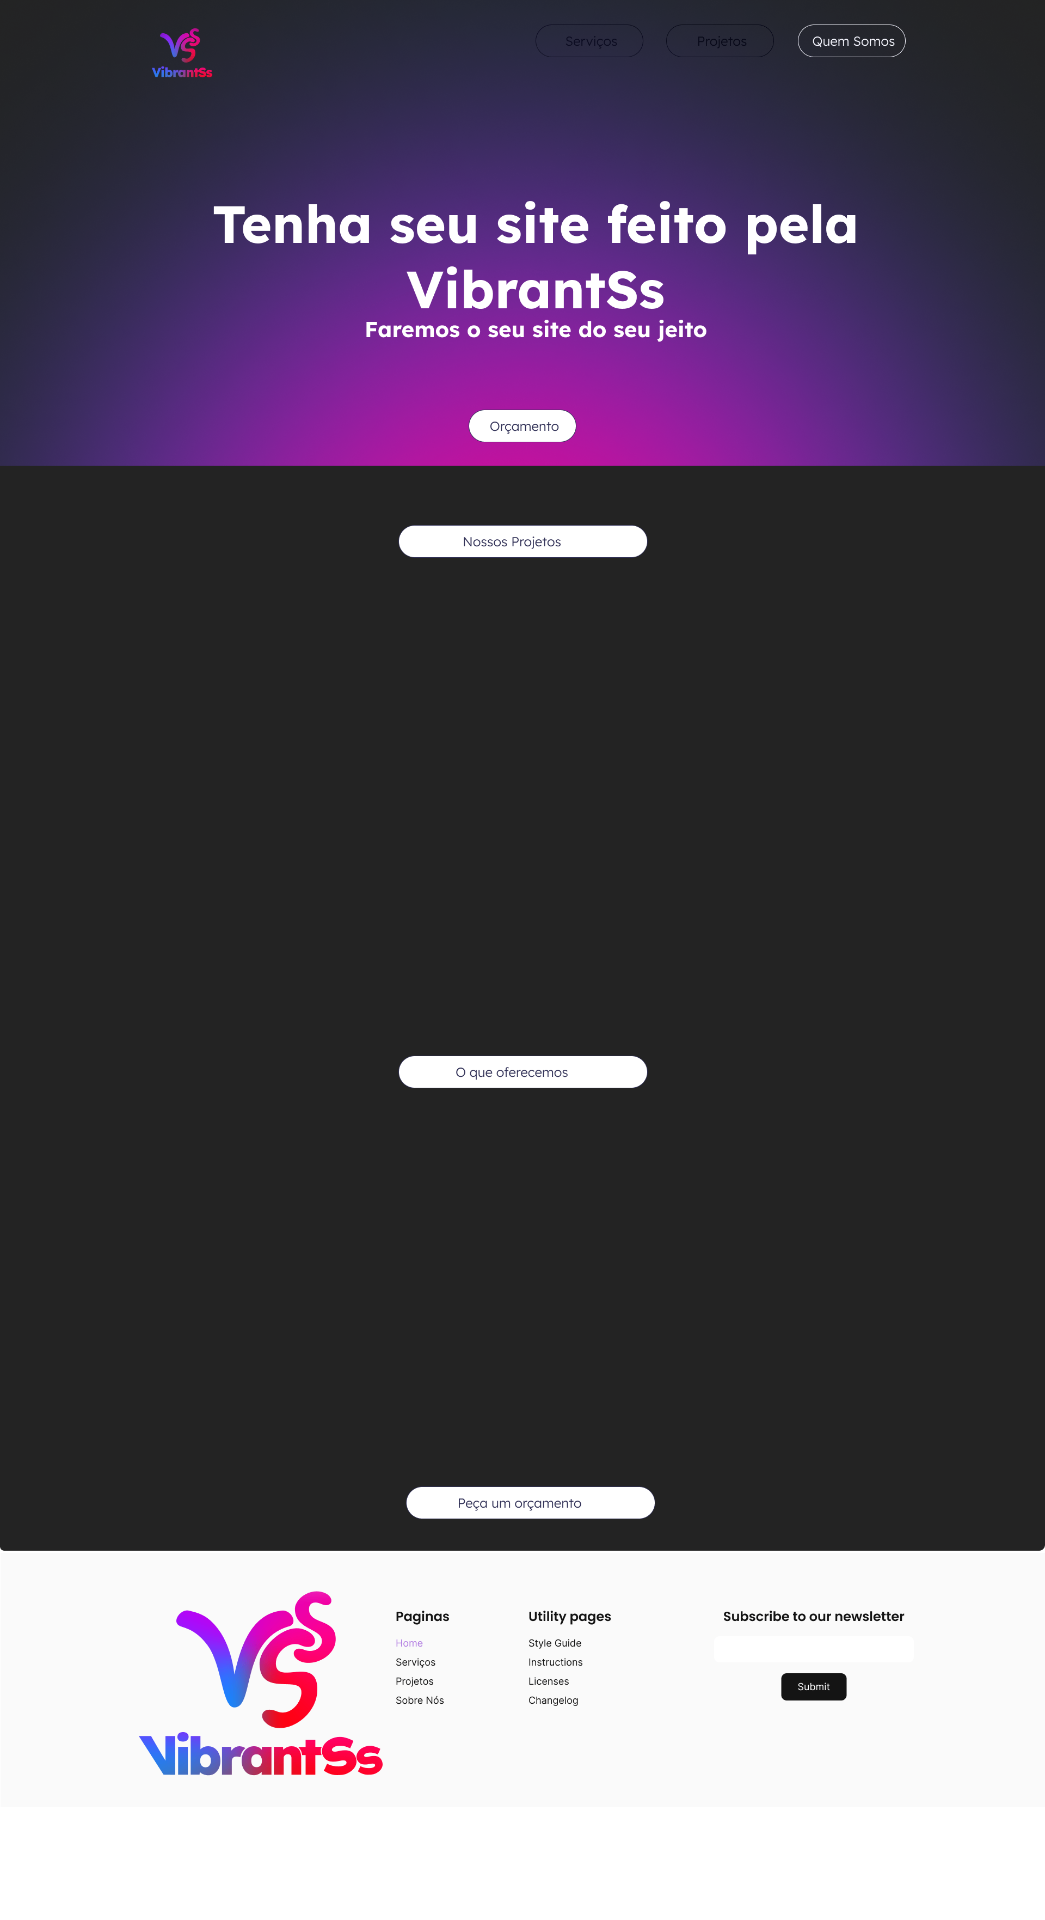 VibrantSs
Serviços
Projetos
Quem Somos
Tenha seu site feito pela
VibrantSs
Faremos o seu site do seu jeito
Orçamento
Nossos Projetos
O que oferecemos
Peça um orçamento
VibrantSs
Paginas
Home
Serviços
Projetos
Sobre Nós
Utility pages
Style Guide
Instructions
Licenses
Changelog
Subscribe to our newsletter
Submit